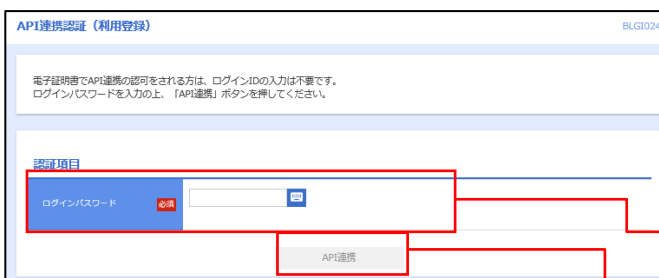 API連携認証（利用登録）
BLGI024
電子証明書でAPI連携の認可をされる方は、ログインIDの入力は不要です。
ログインパスワードを入力の上、「API連携」ボタンを押してください。
認証項目
ログインパスワード 必須
API連携